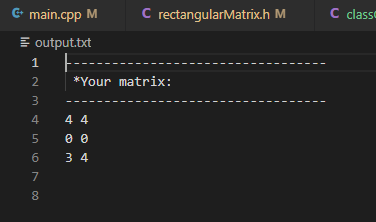 main.cpp M rectangularMatrix.h M class
output.txt
1 ----------------------------------
2  *Your matrix:
3 ----------------------------------
4 4 4
5 0 0
6 3 4
7
8